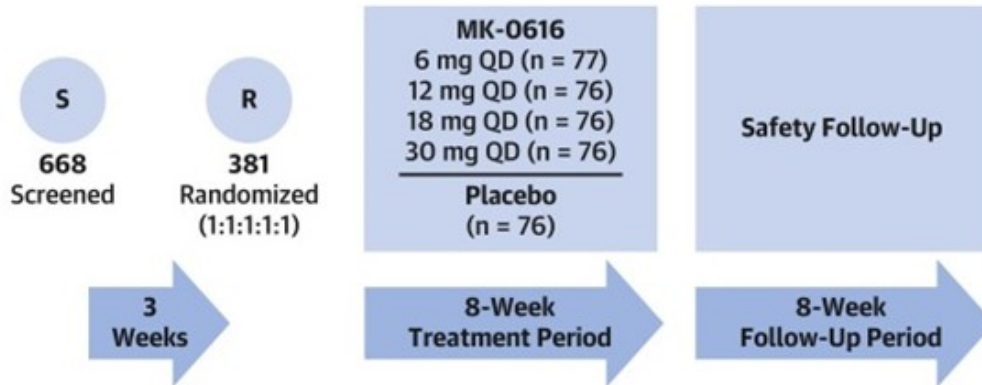 S
668
Screened
R
381
Randomized
(1:1:1:1:1)
MK-0616
6 mg QD (n = 77)
12 mg QD (n = 76)
18 mg QD (n = 76)
30 mg QD (n = 76)
Placebo
(n = 76)
Safety Follow-Up
3
Weeks
8-Week
Treatment Period
8-Week
Follow-Up Period